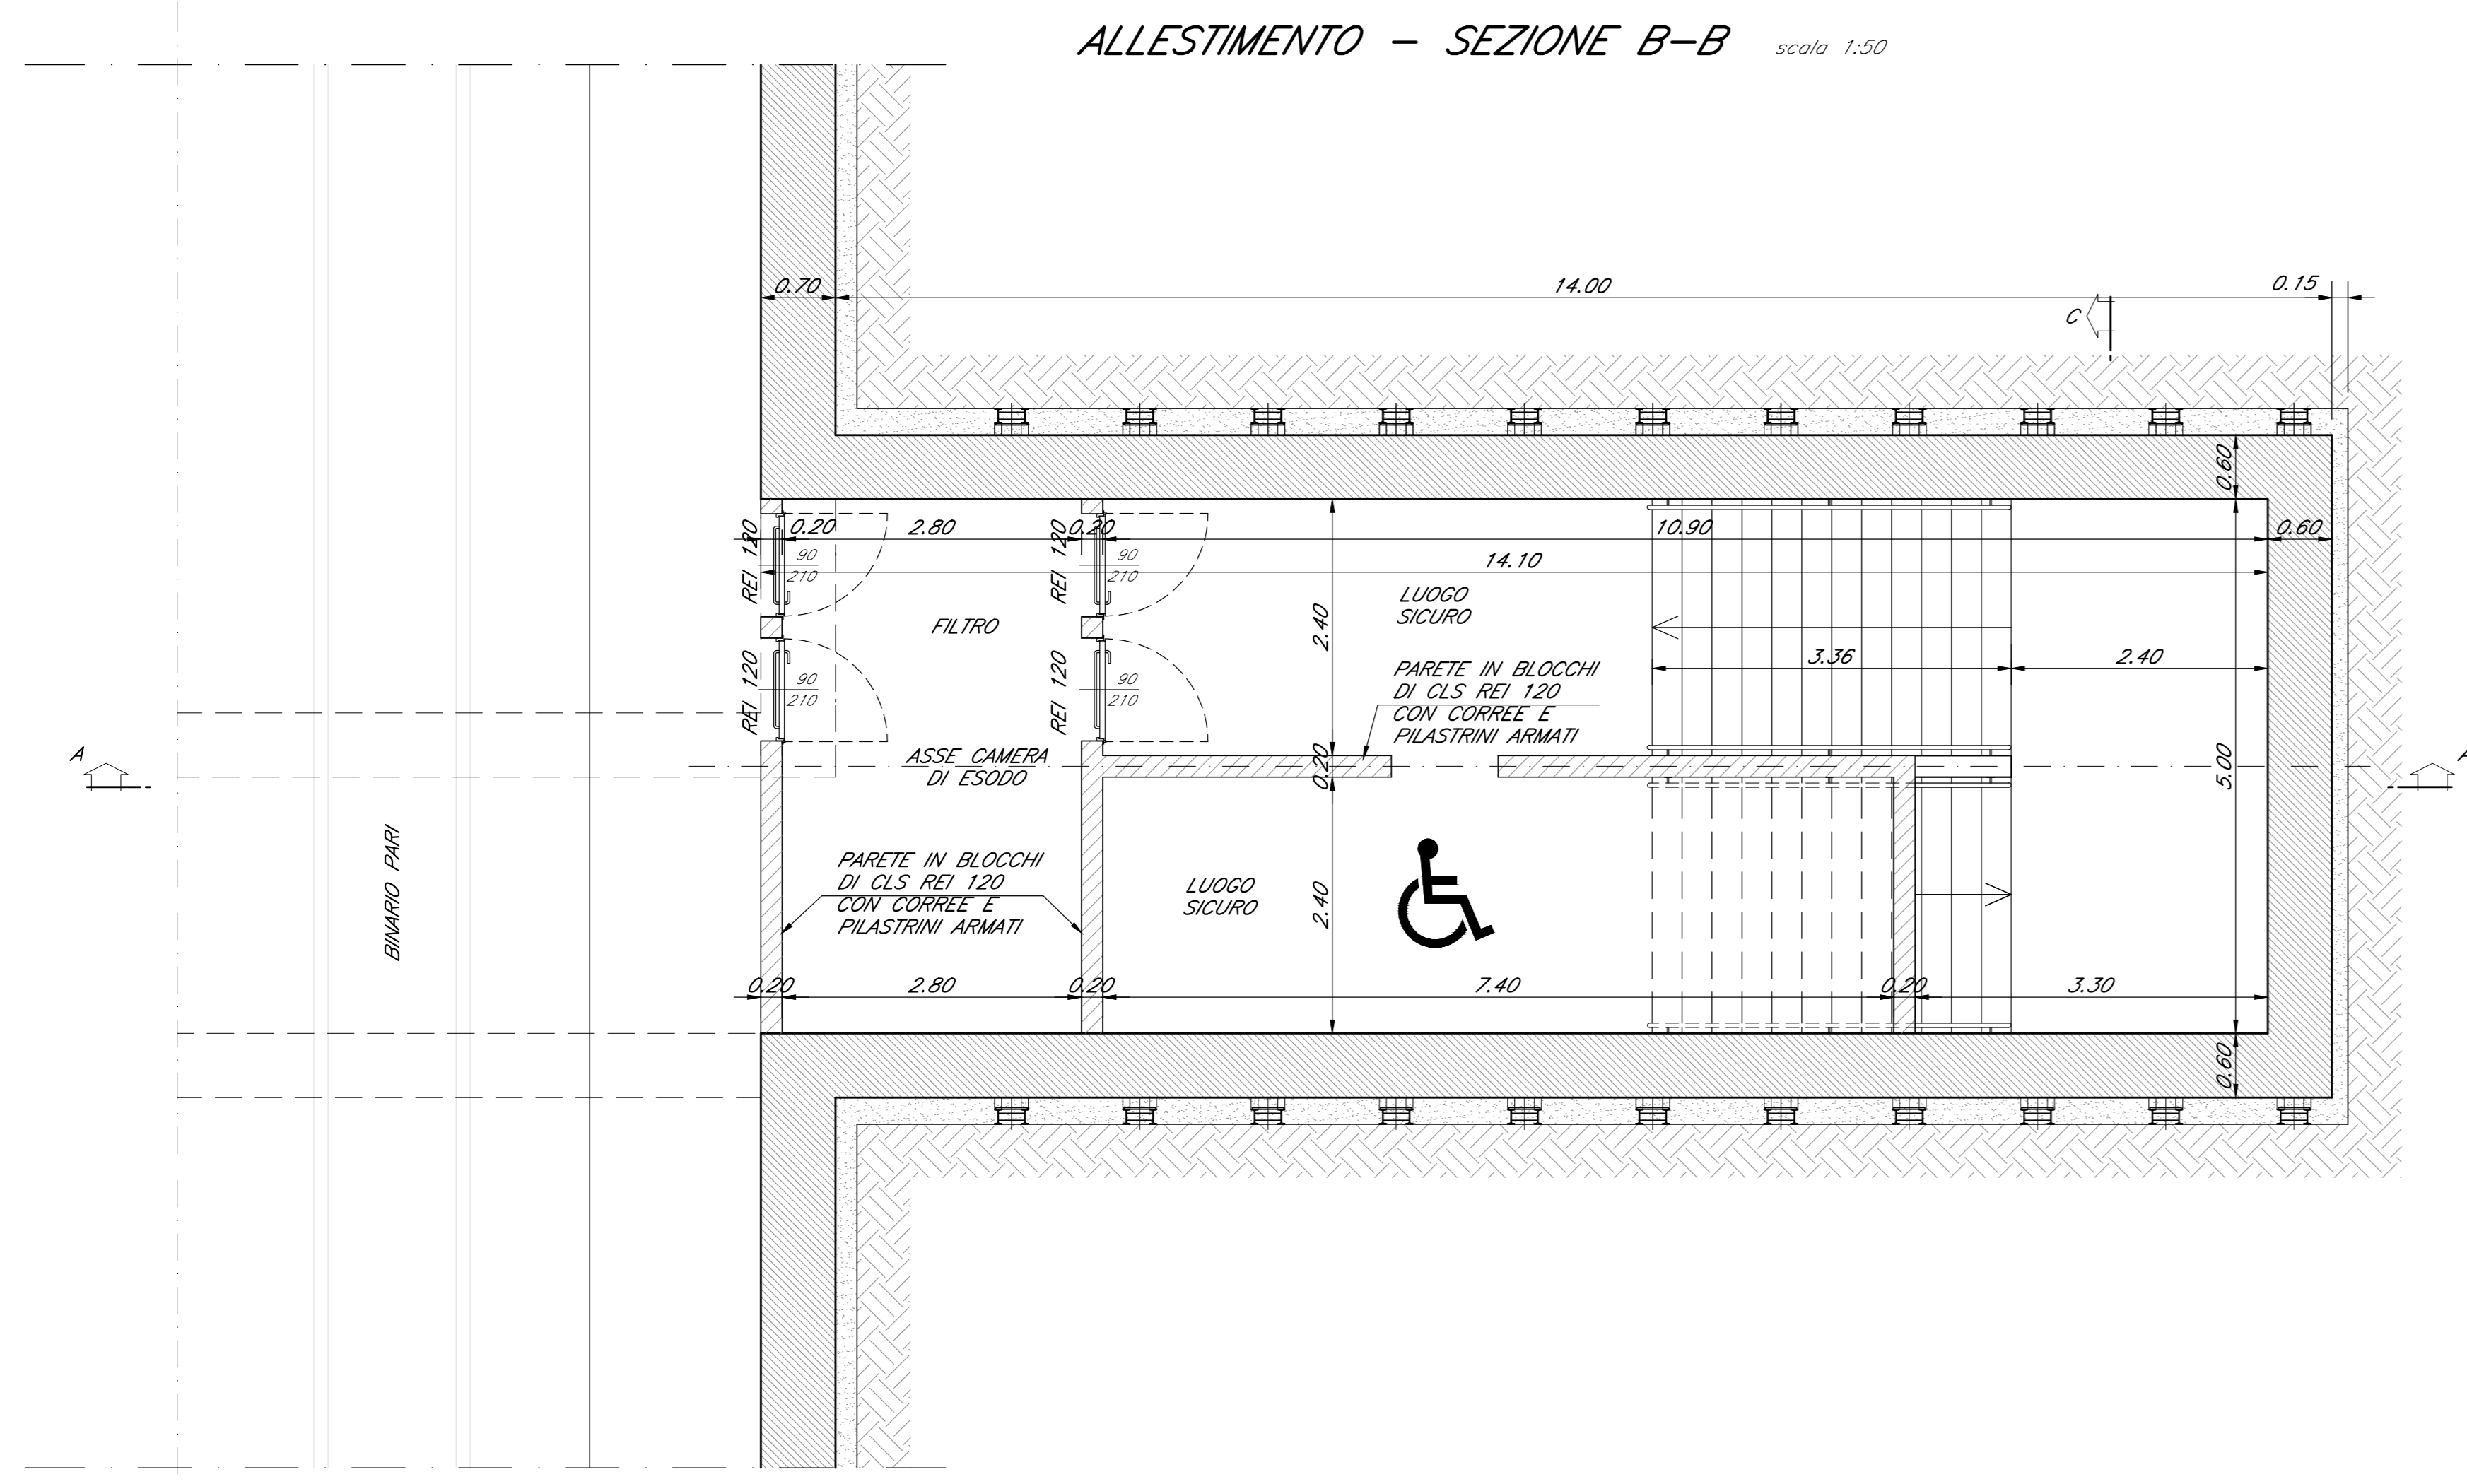 ALLESTIMENTO – SEZIONE B–B scala 1:50
0.70 14.00 0.15
C
0.60
REI 120 0.20 2.80 REI 120 0.20 10.90 0.60
90
210
90
210
14.10
LUOGO
SICURO
FILTRO
2.40
REI 120
90
210
REI 120
90
210
3.36 2.40
PARETE IN BLOCCHI
DI CLS REI 120
CON CORREE E
PILASTRINI ARMATI
A
ASSE CAMERA
DI ESODO
0.20
5.00
A
BINARIO PARI
PARETE IN BLOCCHI
DI CLS REI 120
CON CORREE E
PILASTRINI ARMATI
LUOGO
SICURO
2.40
0.20 2.80 0.20 7.40 0.20 3.30
0.60